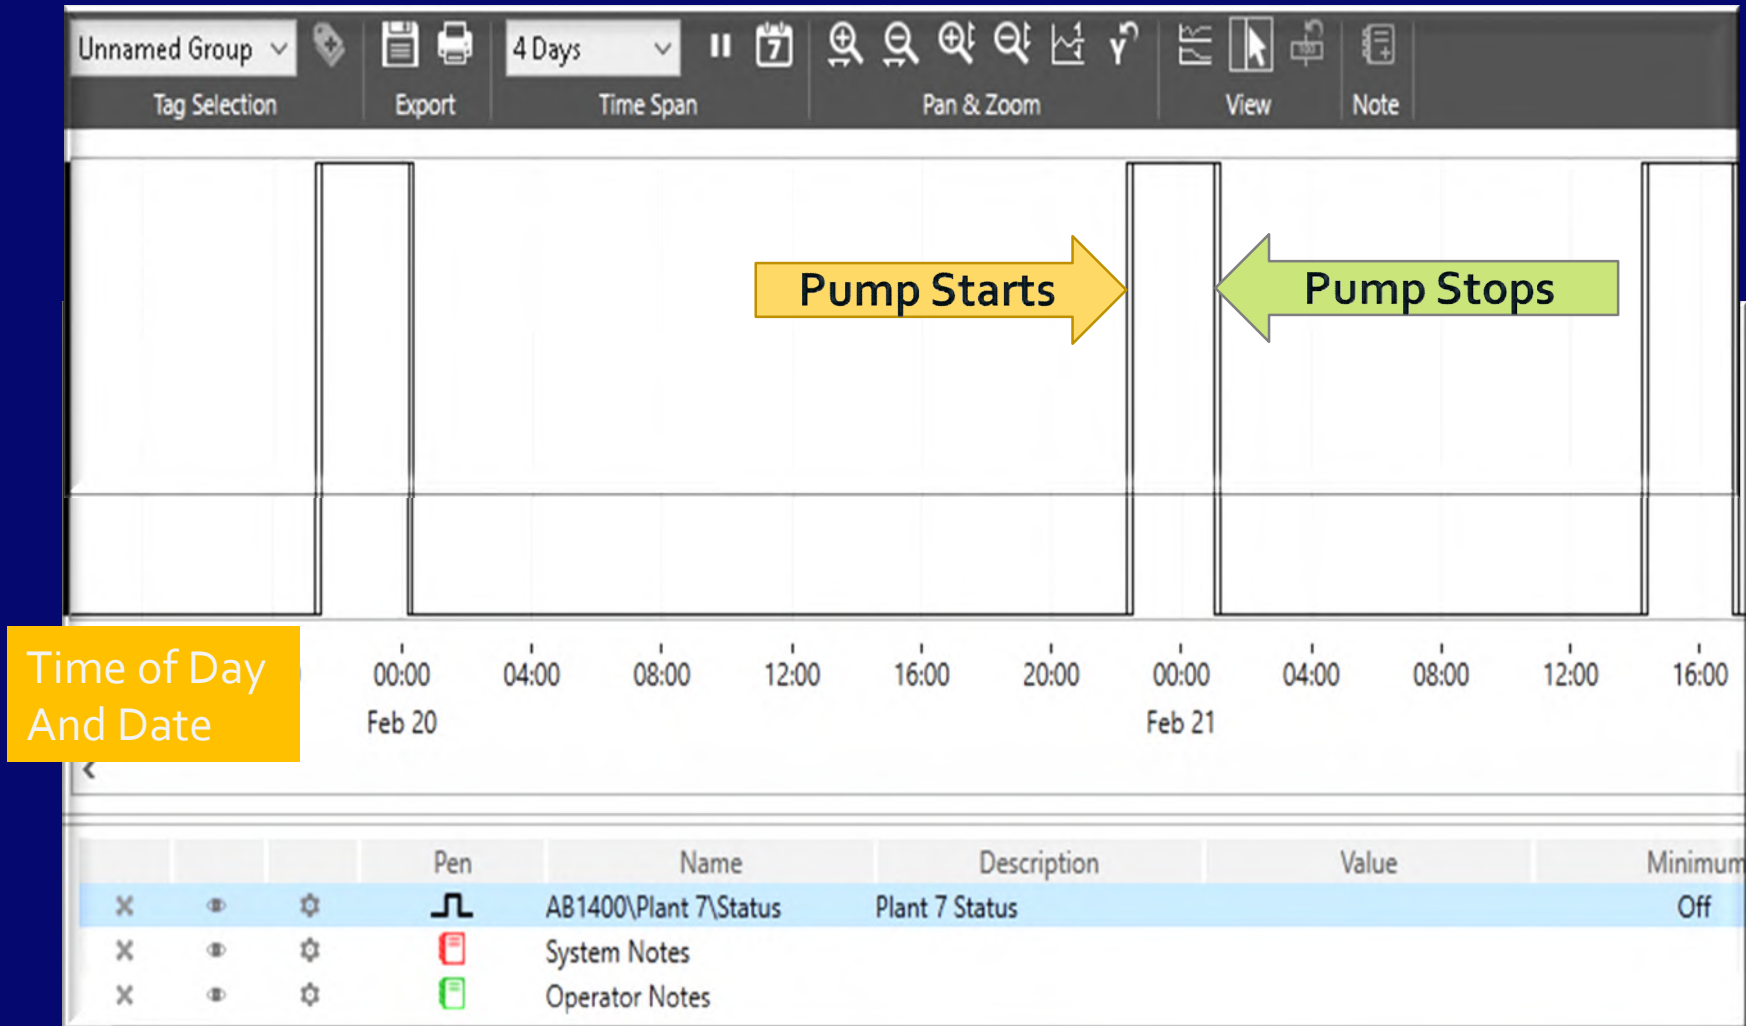 Unnamed Group
7
4 Days
Y
100
Tag Selection
Export
Time Span
Pan & Zoom
View
Note
Pump Starts
Pump Stops
Time of Day
And Date
00:00
04:00
08:00
12:00
16:00
20:00
00:00
04:00
08:00
12:00
16:00
Feb 20
Feb 21
Pen
Name
Description
Value
Minimum
AB1400\Plant 7\Status
Plant 7 Status
Off
System Notes
Operator Notes